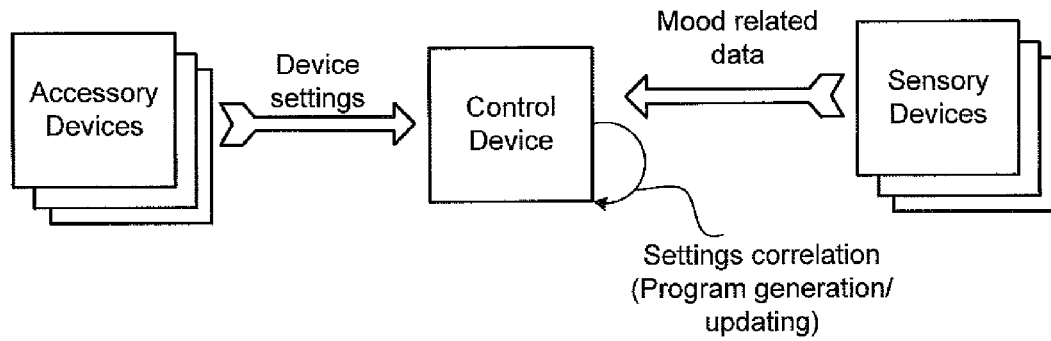 Accessory
Devices
Device
settings
Control
Device
Mood related
data
Sensory
Devices
Settings correlation
(Program generation/
updating)